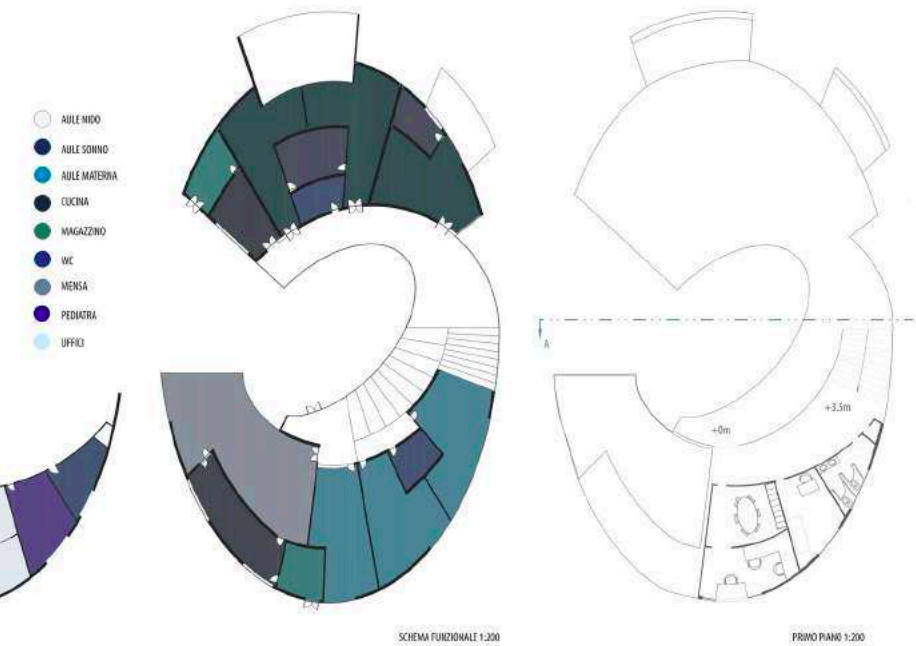 AULE NIDO
AULE SONNO
AULE MATERNA
CUCINA
MAGAZZINO
WC
MENSA
PEDIATRA
UFFICI
A
+3.5m
+0m
SCHEMA FUNZIONALE 1:200
PRIMO PIANO 1:200